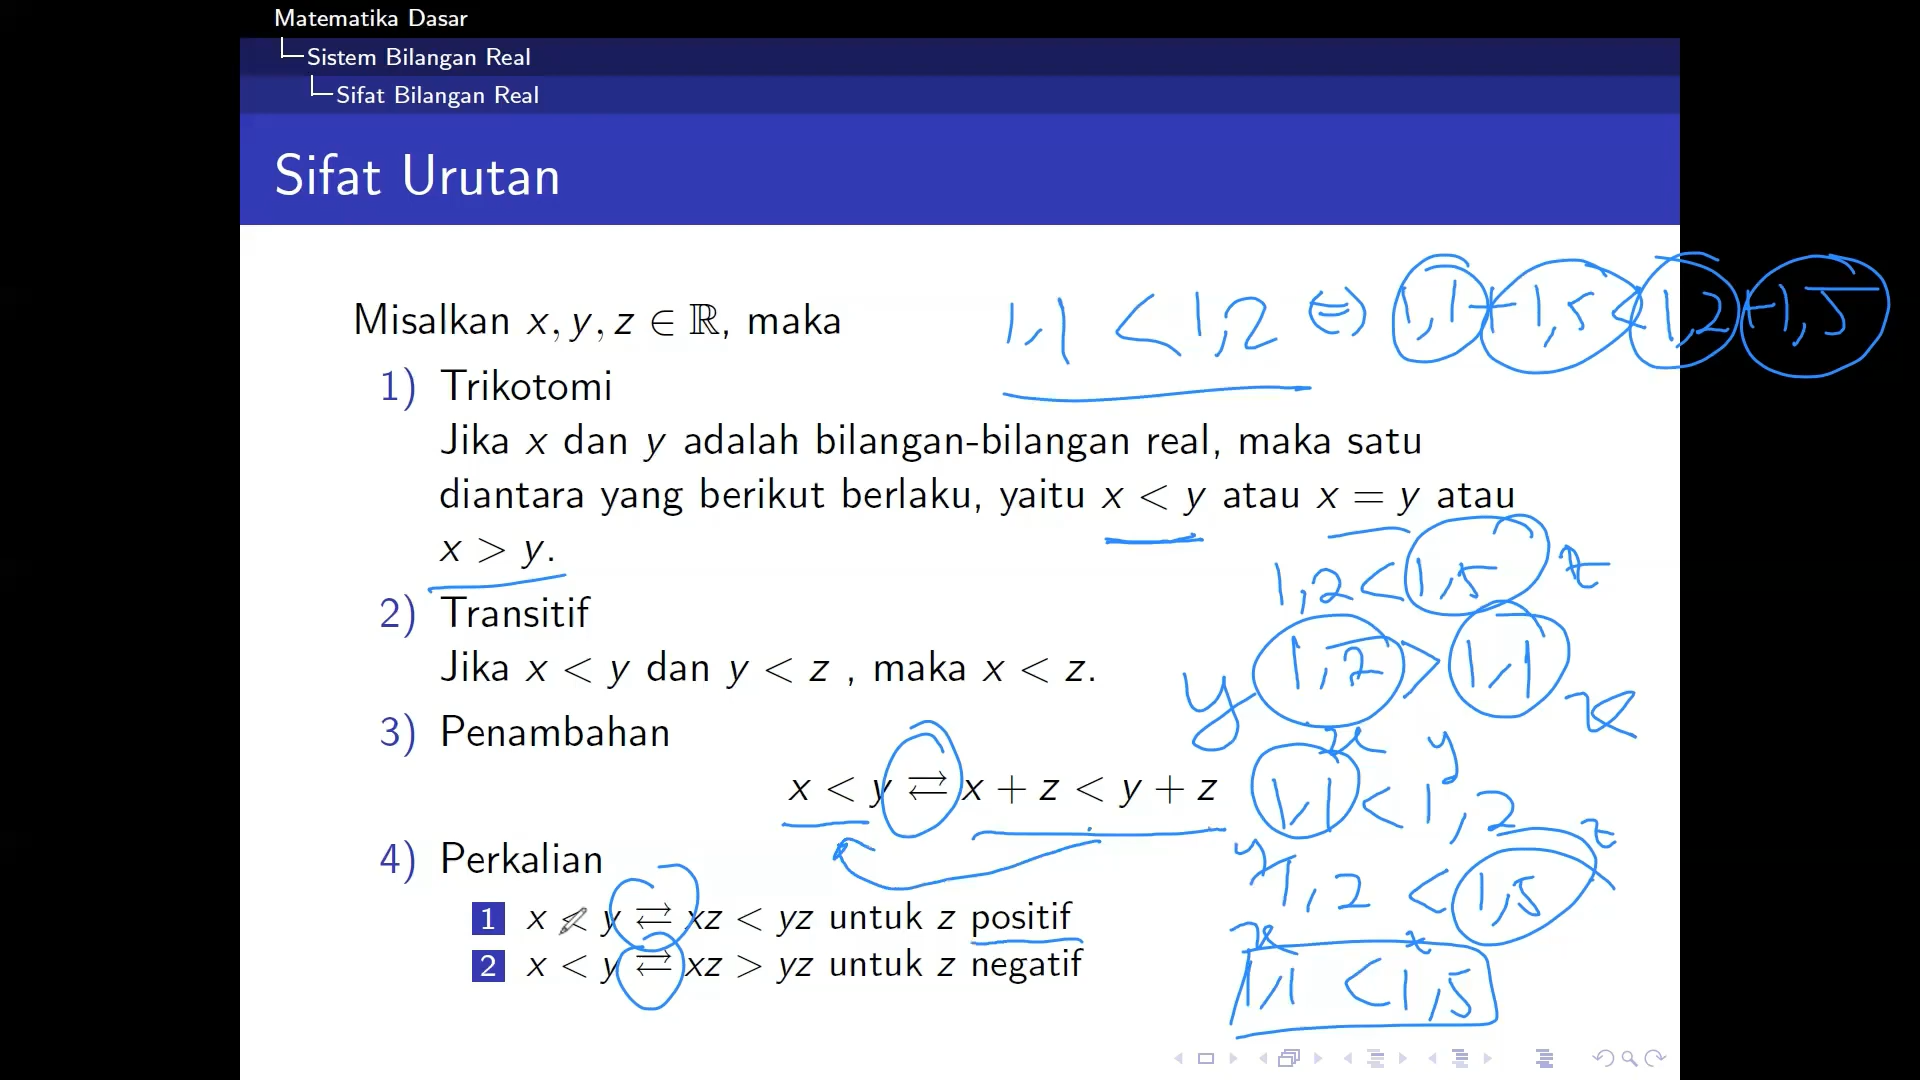 Matematika Dasar
Sistem Bilangan Real
Sifat Bilangan Real
Sifat Urutan
Misalkan x, y, z ∈ ℝ, maka
1,1 < 1,2 ⇔ 1,1 + 1,5 < 1,2 + 1,5
1) Trikotomi
Jika x dan y adalah bilangan-bilangan real, maka satu
diantara yang berikut berlaku, yaitu x < y atau x = y atau
x > y.
1,2 < 1,5 z
2) Transitif
Jika x < y dan y < z , maka x < z.
y 1,2 > 1,1 x
3) Penambahan
x < y ⇄ x + z < y + z
x y
1,1 < 1,2
4) Perkalian
y z
1,2 < 1,5
1 x < y ⇄ xz < yz untuk z positif
2 x < y ⇄ xz > yz untuk z negatif
x z
1,1 < 1,5